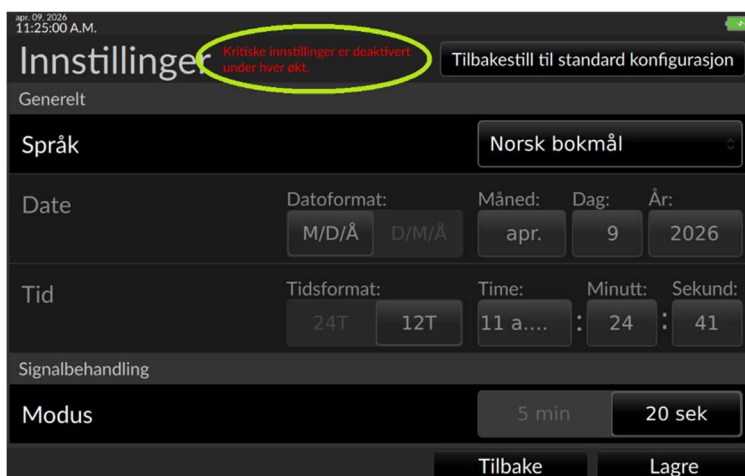 apr. 09, 2026
11:25:00 A.M.
Innstillinger
Kritiske innstillinger er deaktivert
under hver økt.
Tilbakestill til standard konfigurasjon
Generelt
Språk
Norsk bokmål
Date
Datoformat:
Måned:
Dag:
År:
M/D/Å
D/M/Å
apr.
9
2026
Tid
Tidsformat:
Time:
Minutt:
Sekund:
24T
12T
11 a....
:
24
:
41
Signalbehandling
Modus
5 min
20 sek
Tilbake
Lagre